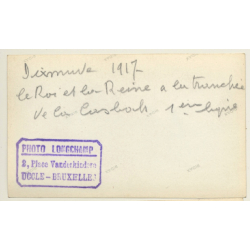 Dixmude 1917
le Roi et la Reine a la tranchée
de la Casbah 1ère ligne
PHOTO LONGCHAMP
2, Place Vanderkindere
UCCLE - BRUXELLES